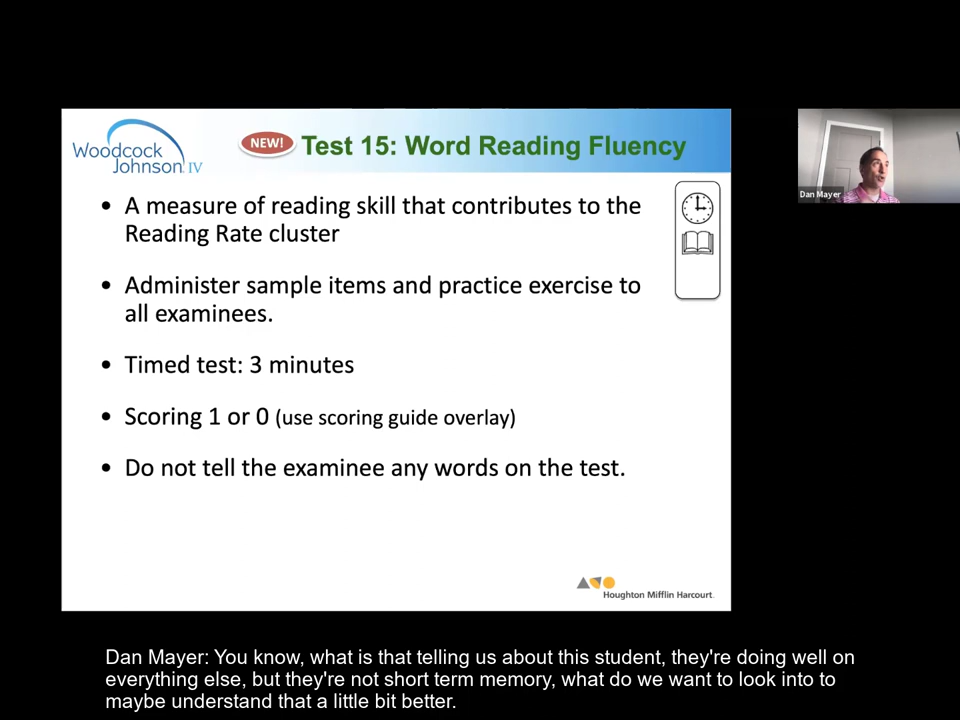 Woodcock
Johnson IV
NEW!
Test 15: Word Reading Fluency
• A measure of reading skill that contributes to the
Reading Rate cluster
• Administer sample items and practice exercise to
all examinees.
• Timed test: 3 minutes
• Scoring 1 or 0 (use scoring guide overlay)
• Do not tell the examinee any words on the test.
Houghton Mifflin Harcourt
Dan Mayer
Dan Mayer: You know, what is that telling us about this student, they're doing well on
everything else, but they're not short term memory, what do we want to look into to
maybe understand that a little bit better.